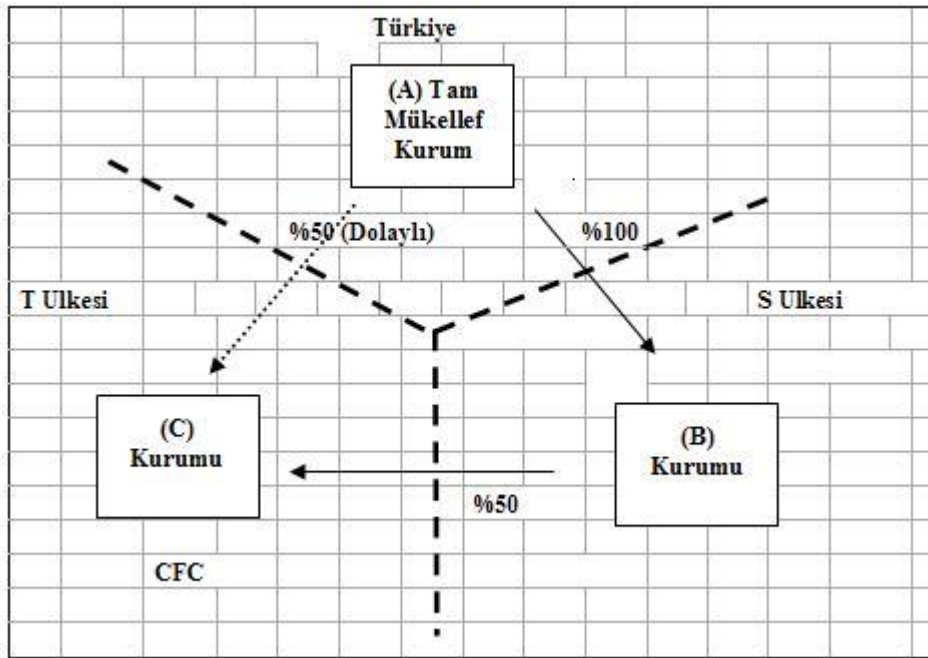 Türkiye
(A) Tam
Mükellef
Kurum
%50 (Dolaylı)
%100
T Ulkesi
S Ulkesi
(C)
Kurumu
(B)
Kurumu
%50
CFC